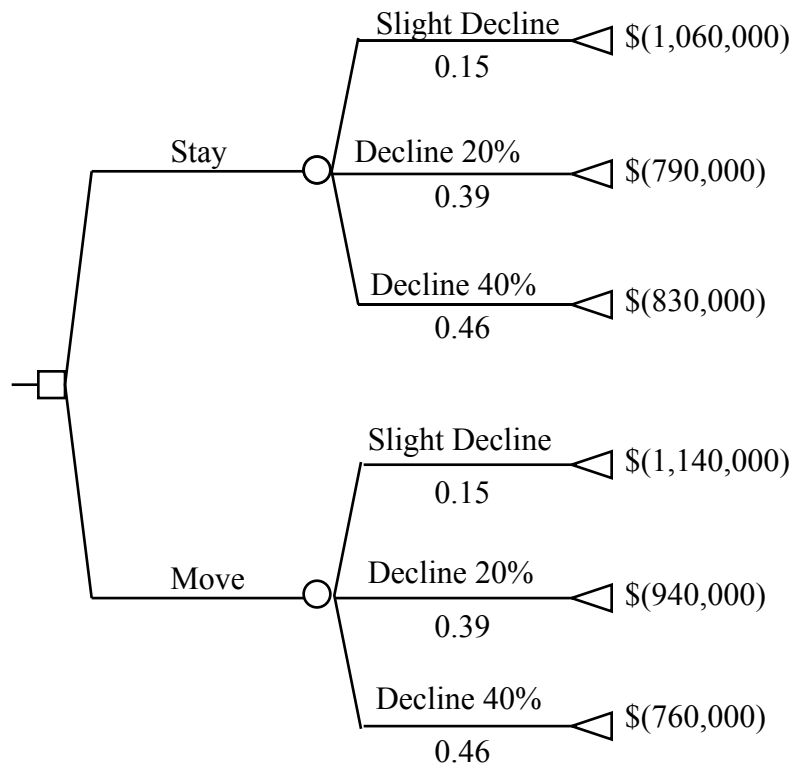 Slight Decline
$(1,060,000)
0.15
Stay
Decline 20%
$(790,000)
0.39
Decline 40%
$(830,000)
0.46
Slight Decline
$(1,140,000)
0.15
Move
Decline 20%
$(940,000)
0.39
Decline 40%
$(760,000)
0.46